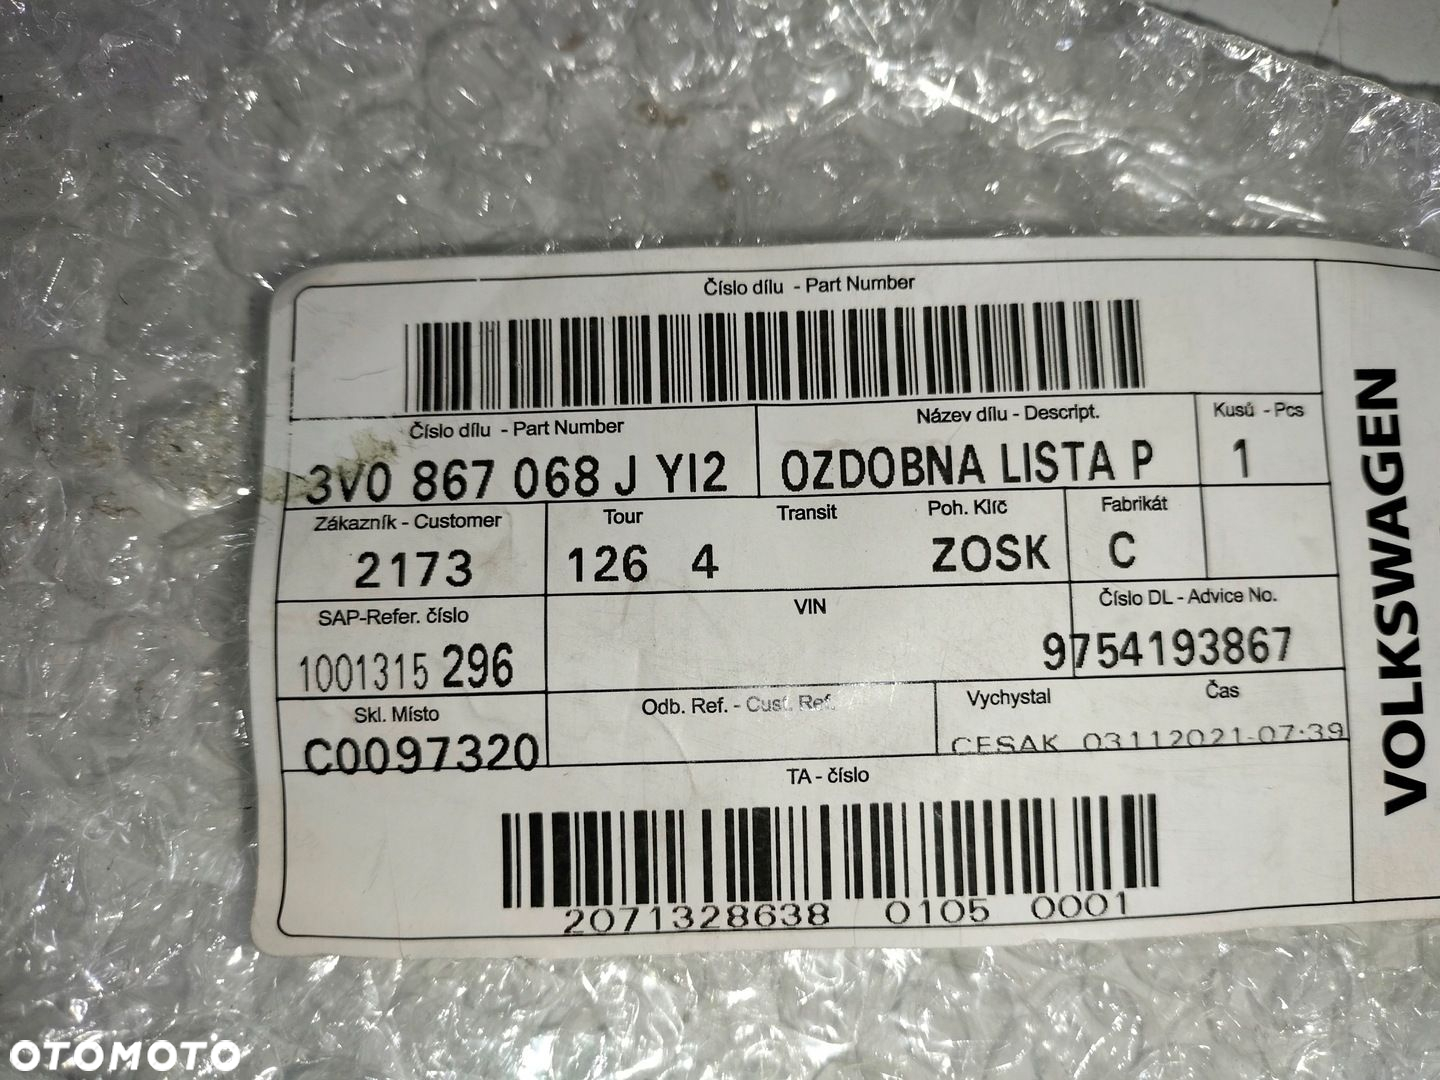 Číslo dílu - Part Number
Číslo dílu - Part Number
3V0 867 068 J YI2
Název dílu - Descript.
OZDOBNA LISTA P
Kusů - Pcs
1
Zákazník - Customer
2173
Tour
126 4
Transit
Poh. Klíč
ZOSK
Fabrikát
C
SAP-Refer. číslo
1001315 296
VIN
Číslo DL - Advice No.
9754193867
Skl. Místo
C0097320
Odb. Ref. - Cust. Ref.
Vychystal
Čas
CESAK 03112021-07:39
TA - číslo
2071328638 0105 0001
VOLKSWAGEN
OTOMOTO